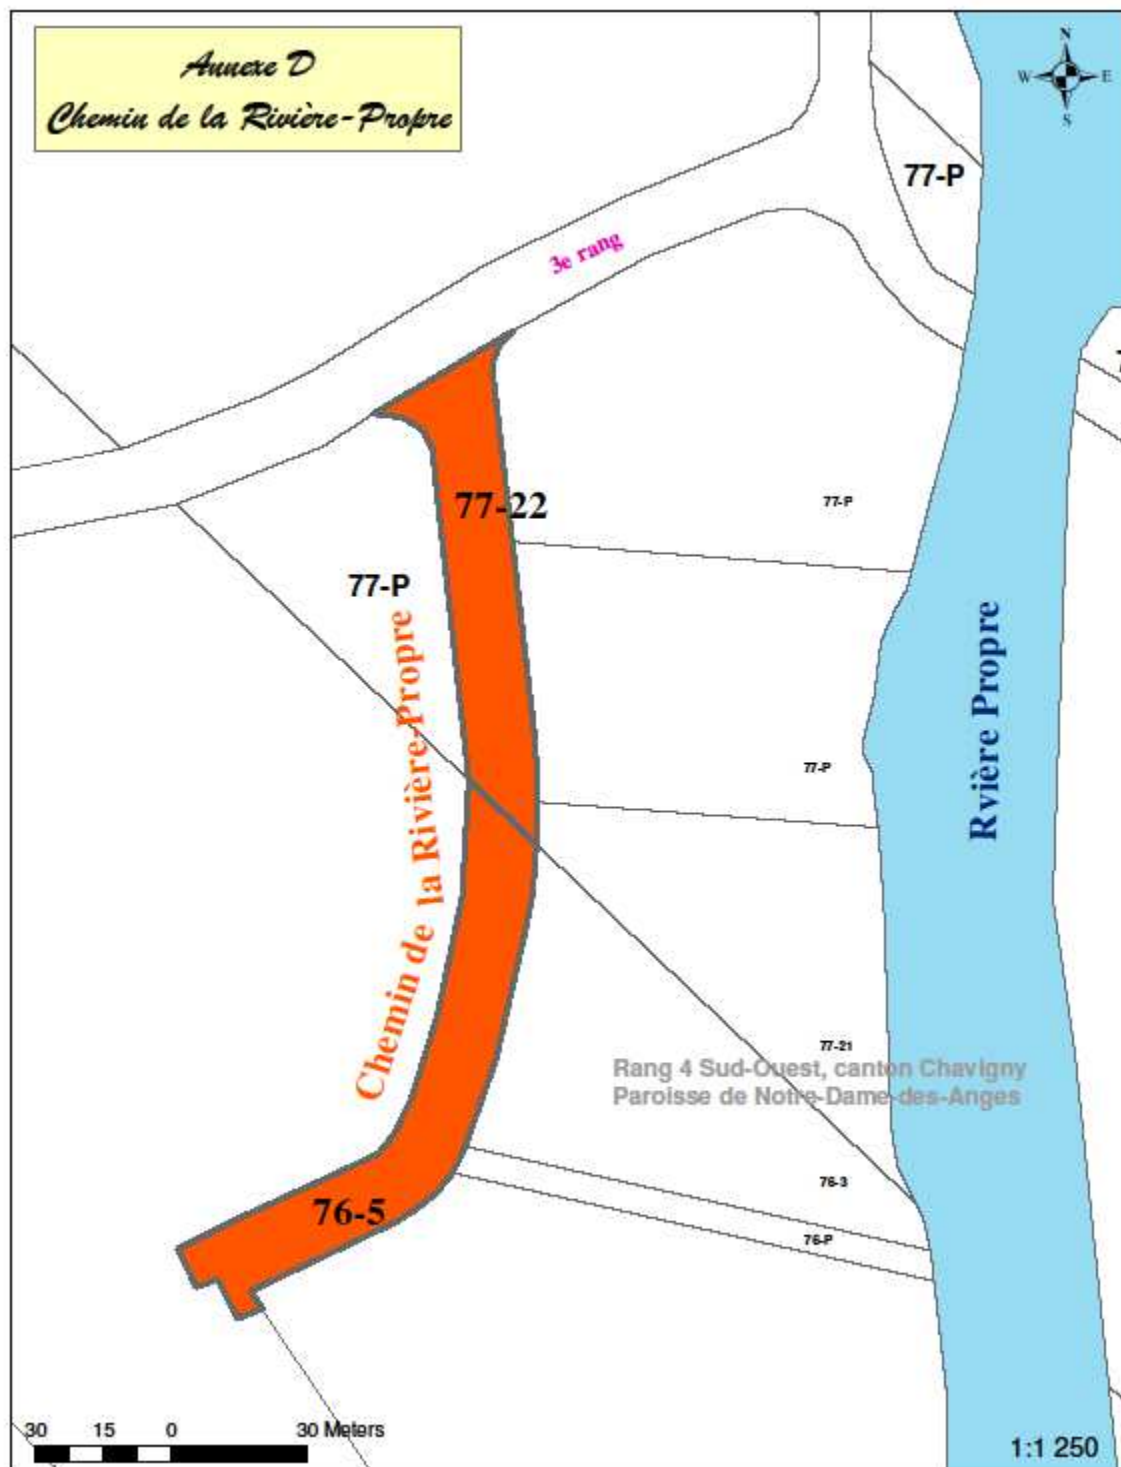 Annexe D
Chemin de la Rivière-Propre
N
W E
S
77-P
3e rang
77-22
77-P
77-P
Chemin de la Rivière-Propre
Rvière Propre
77-P
77-21
Rang 4 Sud-Ouest, canton Chavigny
Paroisse de Notre-Dame-des-Anges
76-3
76-5
76-P
30 15 0 30 Meters
1:1 250